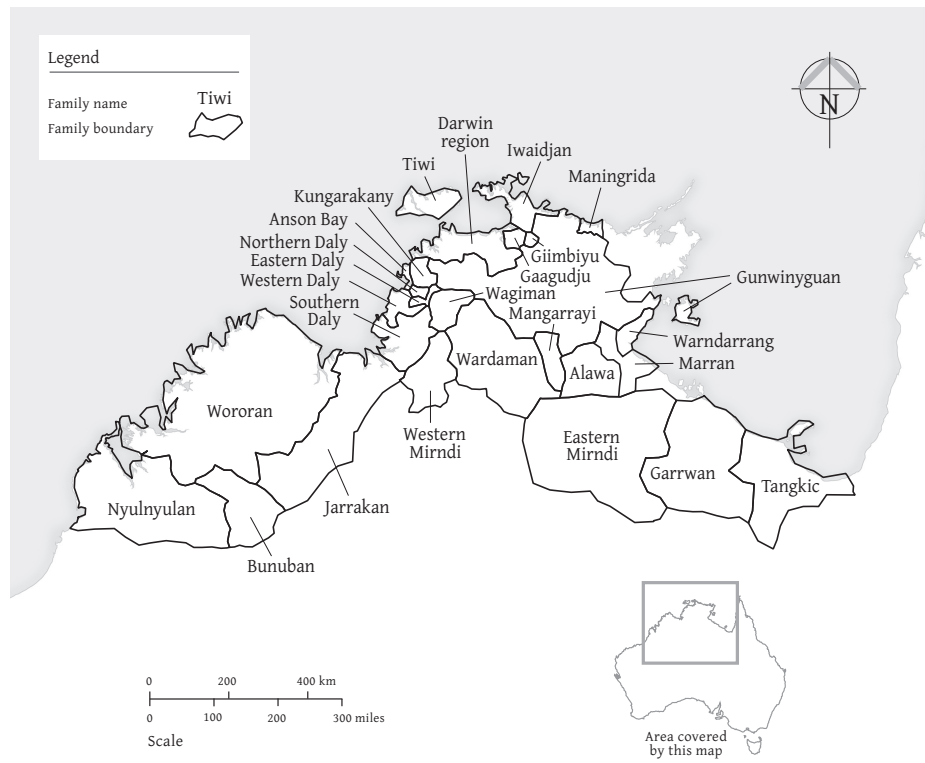 Legend
Family name
Tiwi
Family boundary
N
Darwin
region
Iwaidjan
Tiwi
Maningrida
Kungarakany
Anson Bay
Northern Daly
Eastern Daly
Western Daly
Southern
Daly
Giimbiyu
Gaagudju
Gunwinyguan
Wagiman
Mangarrayi
Warndarrang
Marran
Wardaman
Alawa
Wororan
Western
Mirndi
Eastern
Mirndi
Garrwan
Tangkic
Nyulnyulan
Jarrakan
Bunuban
0 200 400 km
0 100 200 300 miles
Scale
Area covered
by this map